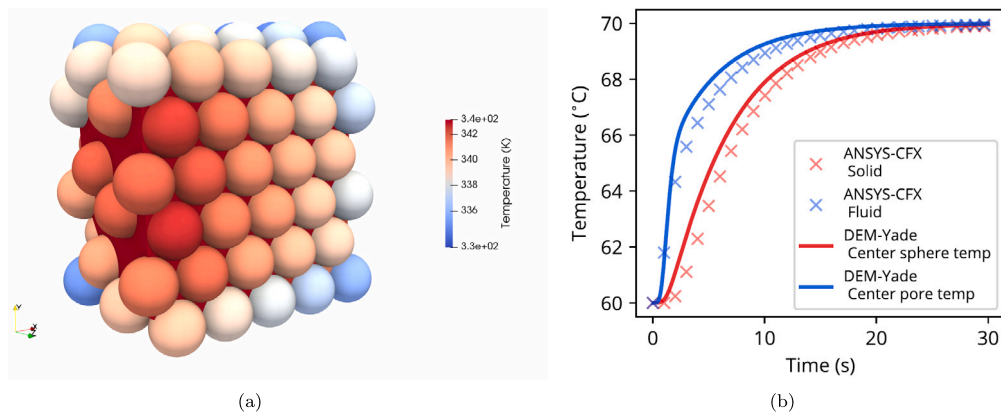 3.4e+02
342
340
338
336
3.3e+02
Temperature (K)
Y
X
Z
(a)
70
68
66
64
62
60
Temperature (°C)
0
10
20
30
Time (s)
ANSYS-CFX
Solid
ANSYS-CFX
Fluid
DEM-Yade
Center sphere temp
DEM-Yade
Center pore temp
(b)